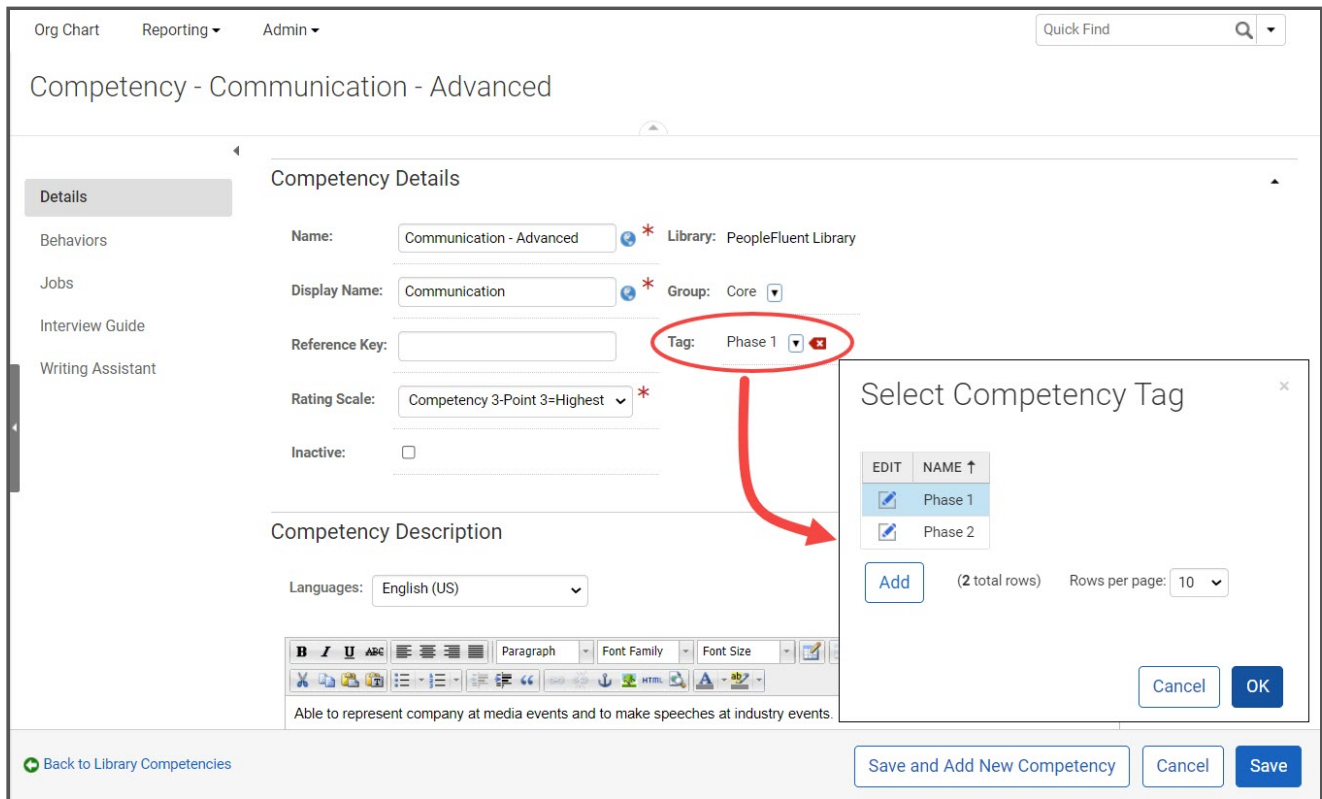 Org Chart Reporting Admin Quick Find
Competency - Communication - Advanced
Details
Behaviors
Jobs
Interview Guide
Writing Assistant
Competency Details
Name: Communication - Advanced * Library: PeopleFluent Library
Display Name: Communication * Group: Core
Reference Key: Tag: Phase 1
Rating Scale: Competency 3-Point 3=Highest *
Inactive:
Competency Description
Languages: English (US)
B I U ABC Paragraph Font Family Font Size
HTML A ab
Able to represent company at media events and to make speeches at industry events.
Select Competency Tag ×
EDIT NAME ↑
Phase 1
Phase 2
Add (2 total rows) Rows per page: 10
Cancel OK
Back to Library Competencies Save and Add New Competency Cancel Save